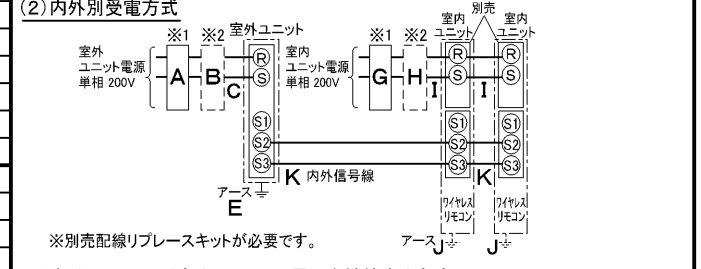 (2)内外別受電方式
別売
※1 ※2 室外ユニット
※1 ※2 室内ユニット 室内ユニット
室外ユニット電源
単相 200V
A B C
R
S
S1
S2
S3
室内ユニット電源
単相 200V
G H I I
R R
S S
S1 S1
S2 S2
S3 S3
K 内外信号線 K
アース
E
ワイヤレスリモコン ワイヤレスリモコン
※別売配線リプレースキットが必要です。
アース J J